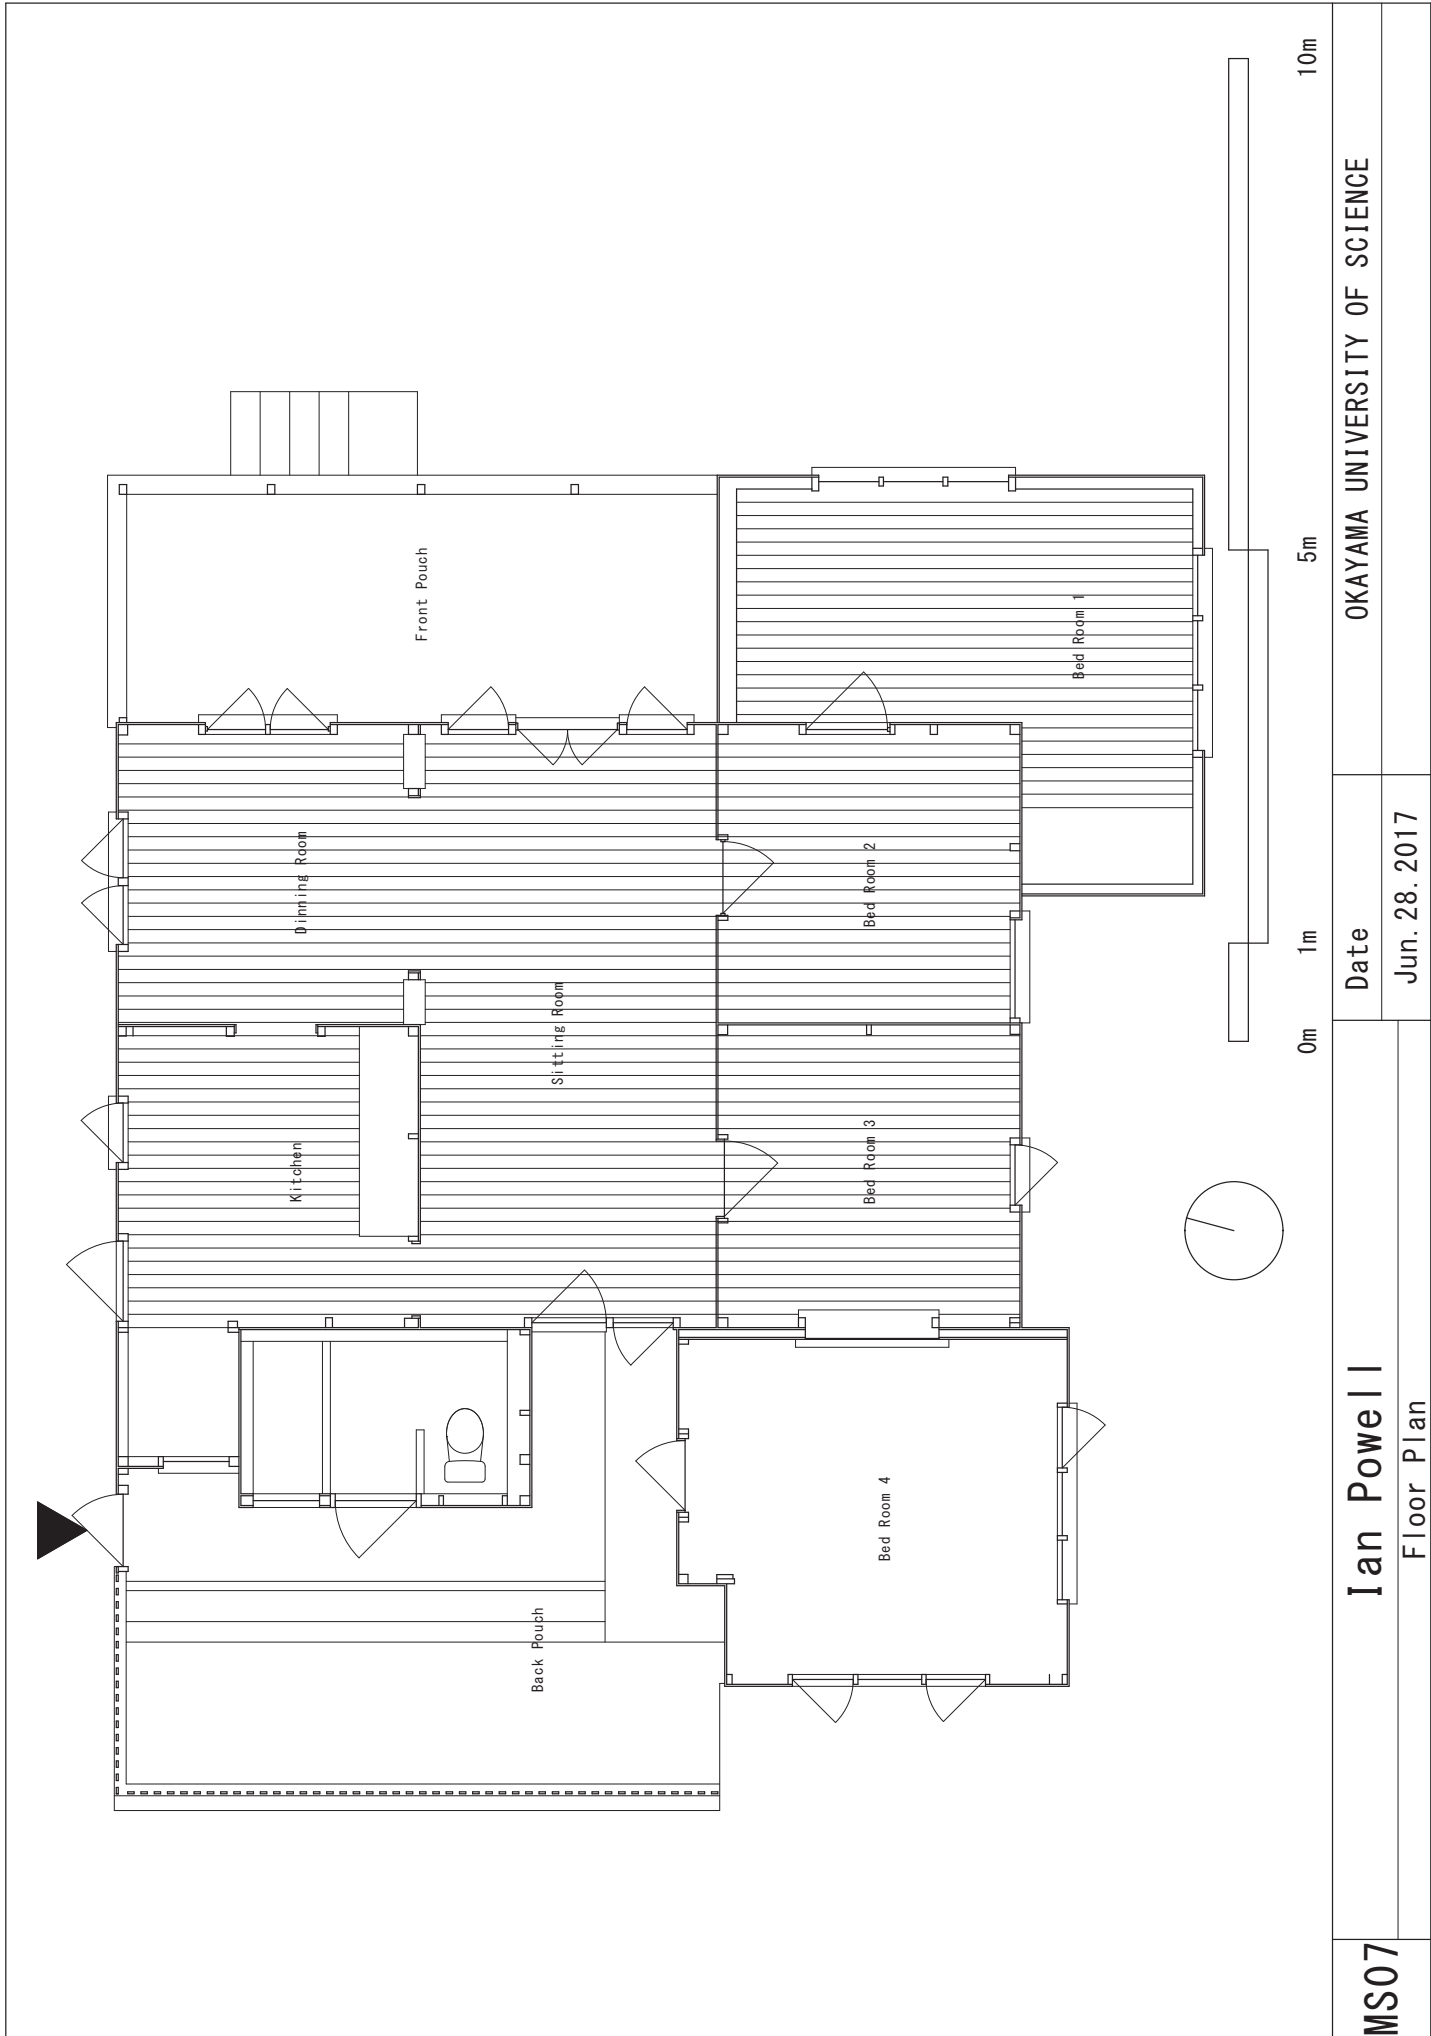 Back Pouch
Kitchen
Dinning Room
Sitting Room
Front Pouch
Bed Room 4
Bed Room 3
Bed Room 2
Bed Room 1
0m 1m 5m 10m
MS07
Ian Powell
Floor Plan
Date
Jun. 28. 2017
OKAYAMA UNIVERSITY OF SCIENCE